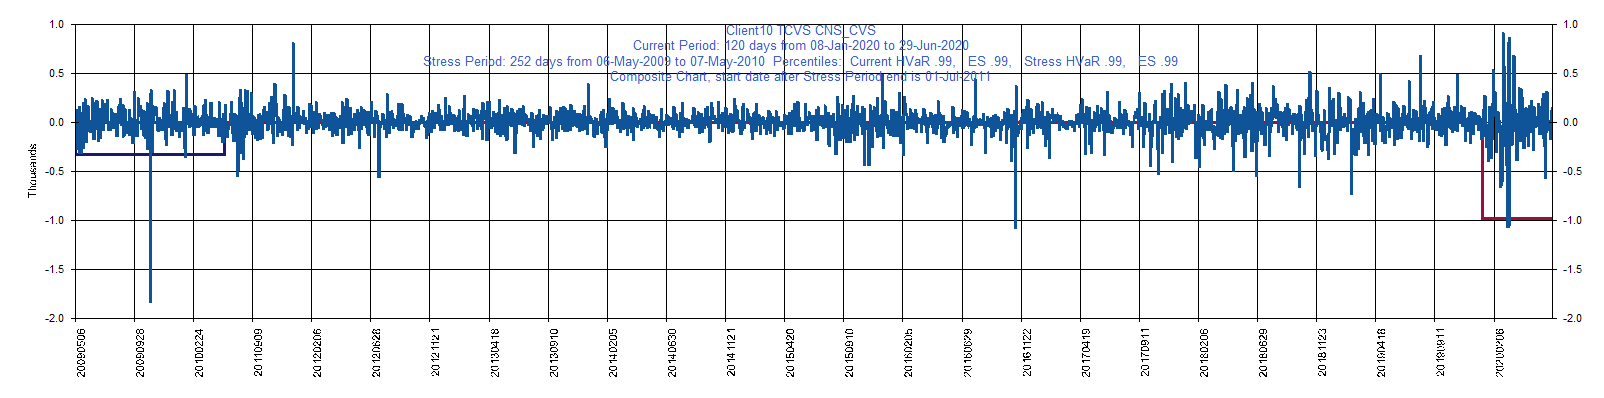 Client10 TCVS CNS_CVS
Current Period: 120 days from 08-Jan-2020 to 29-Jun-2020
Stress Period: 252 days from 06-May-2009 to 07-May-2010 Percentiles: Current HVaR .99, ES .99, Stress HVaR .99, ES .99
Composite Chart, start date after Stress Period end is 01-Jul-2011
1.0 1.0
0.5 0.5
0.0 0.0
-0.5 -0.5
-1.0 -1.0
-1.5 -1.5
-2.0 -2.0
Thousands
20090506 20090928 20100224 20110909 20120206 20120628 20121121 20130418 20130910 20140205 20140630 20141121 20150420 20150910 20160205 20160629 20161122 20170419 20170911 20180206 20180629 20181123 20190418 20190911 20200206